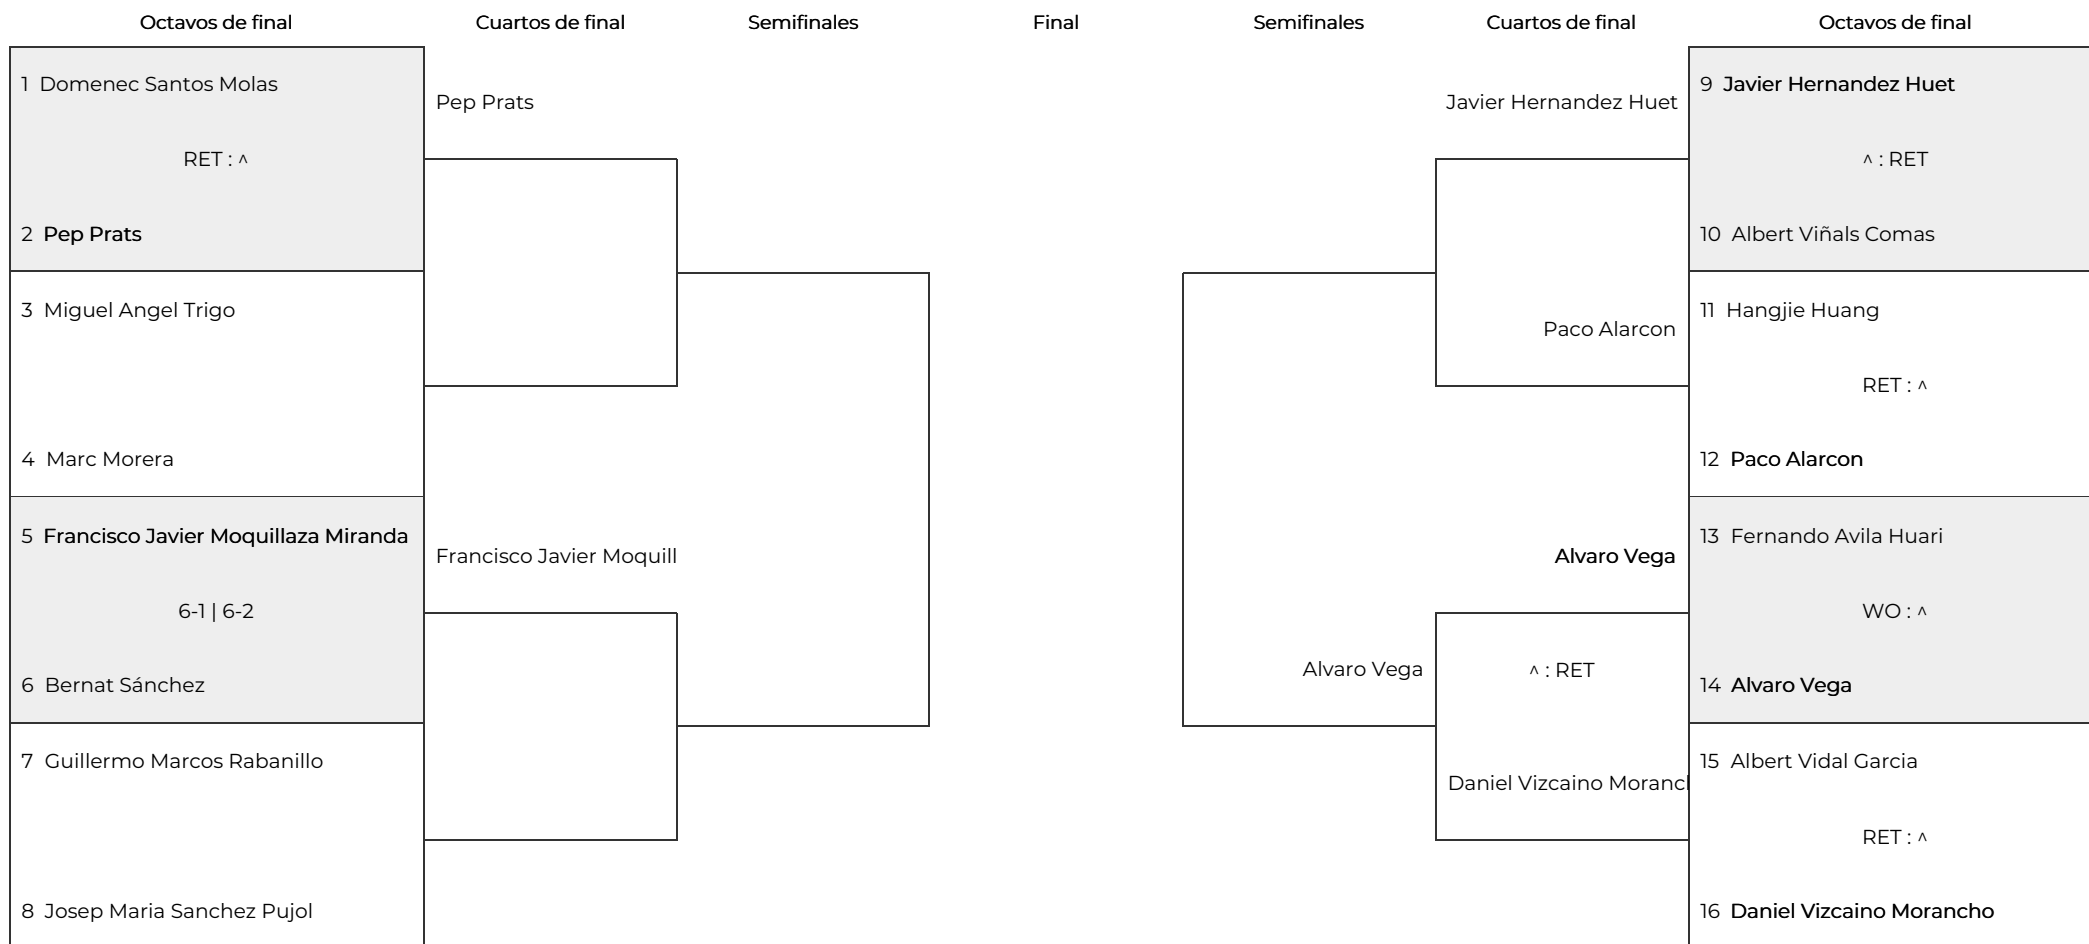 Octavos de final
Cuartos de final
Semifinales
Final
Semifinales
Cuartos de final
Octavos de final
1 Domenec Santos Molas
RET : ^
2 Pep Prats
3 Miguel Angel Trigo
4 Marc Morera
5 Francisco Javier Moquillaza Miranda
6-1 | 6-2
6 Bernat Sánchez
7 Guillermo Marcos Rabanillo
8 Josep Maria Sanchez Pujol
Pep Prats
Francisco Javier Moquill
Alvaro Vega
Javier Hernandez Huet
Paco Alarcon
Alvaro Vega
^ : RET
Daniel Vizcaino Moranch
9 Javier Hernandez Huet
^ : RET
10 Albert Viñals Comas
11 Hangjie Huang
RET : ^
12 Paco Alarcon
13 Fernando Avila Huari
WO : ^
14 Alvaro Vega
15 Albert Vidal Garcia
RET : ^
16 Daniel Vizcaino Morancho